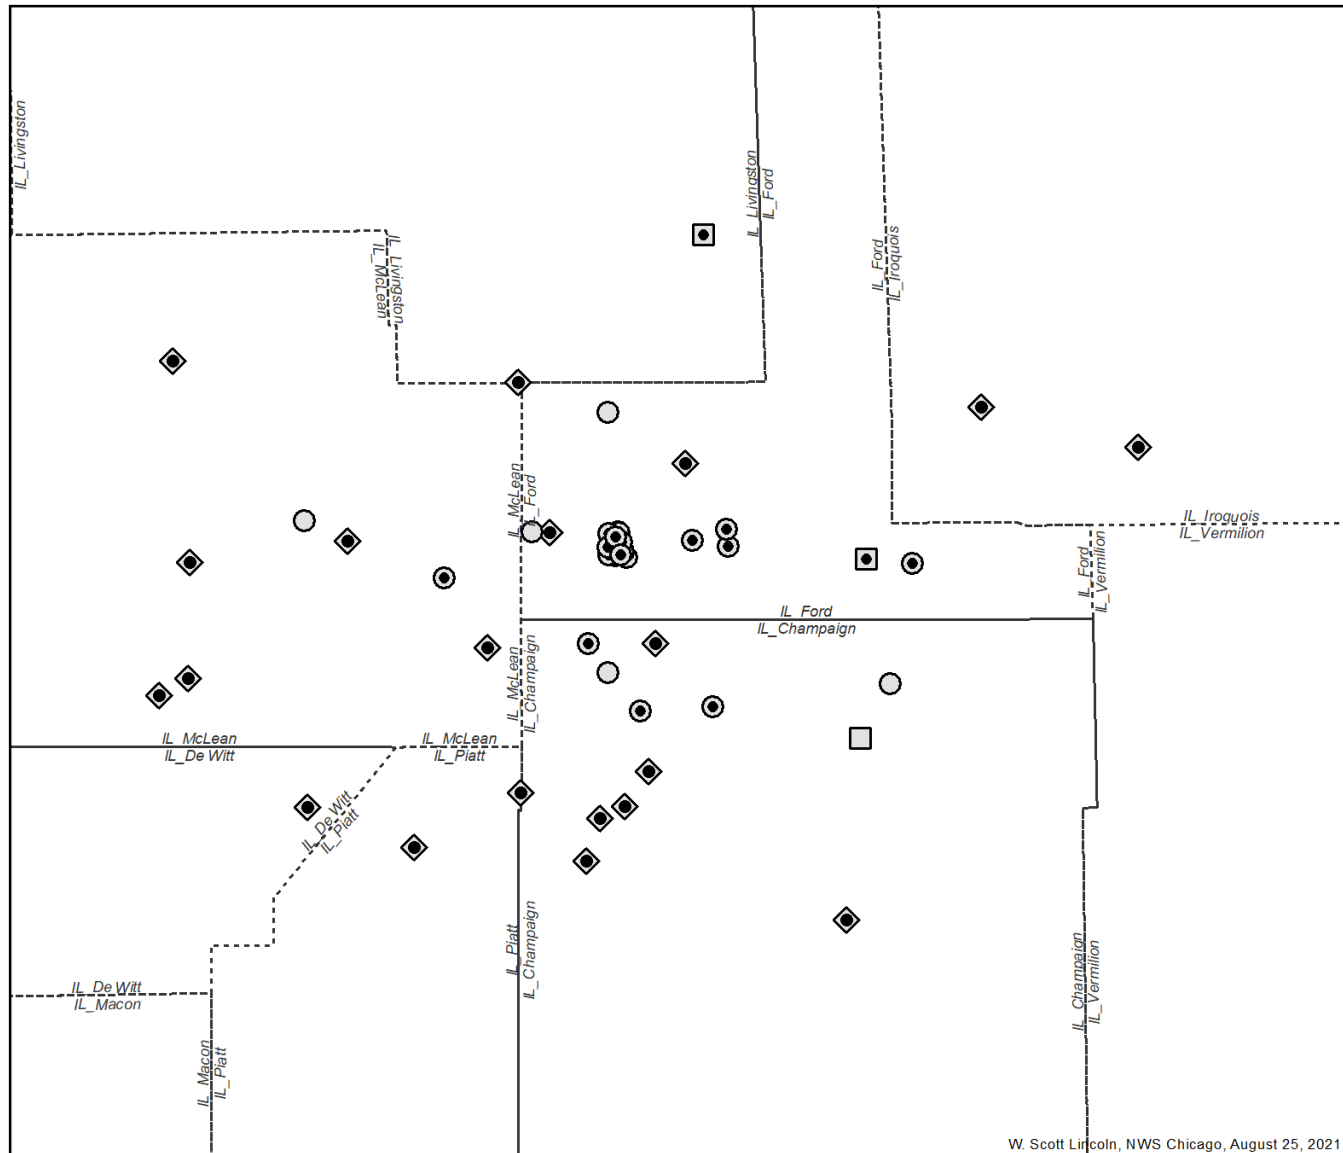 IL_Livingston
IL_Livingston
IL_Ford
IL_Ford
IL_Iroquois
IL_Livingston
IL_McLean
IL_McLean
IL_Ford
IL_Iroquois
IL_Vermilion
IL_Ford
IL_Vermilion
IL_Ford
IL_Champaign
IL_McLean
IL_Champaign
IL_McLean
IL_De Witt
IL_McLean
IL_Piatt
IL_De Witt
IL_Piatt
IL_Piatt
IL_Champaign
IL_Champaign
IL_Vermilion
IL_De Witt
IL_Macon
IL_Macon
IL_Piatt
W. Scott Lincoln, NWS Chicago, August 25, 2021